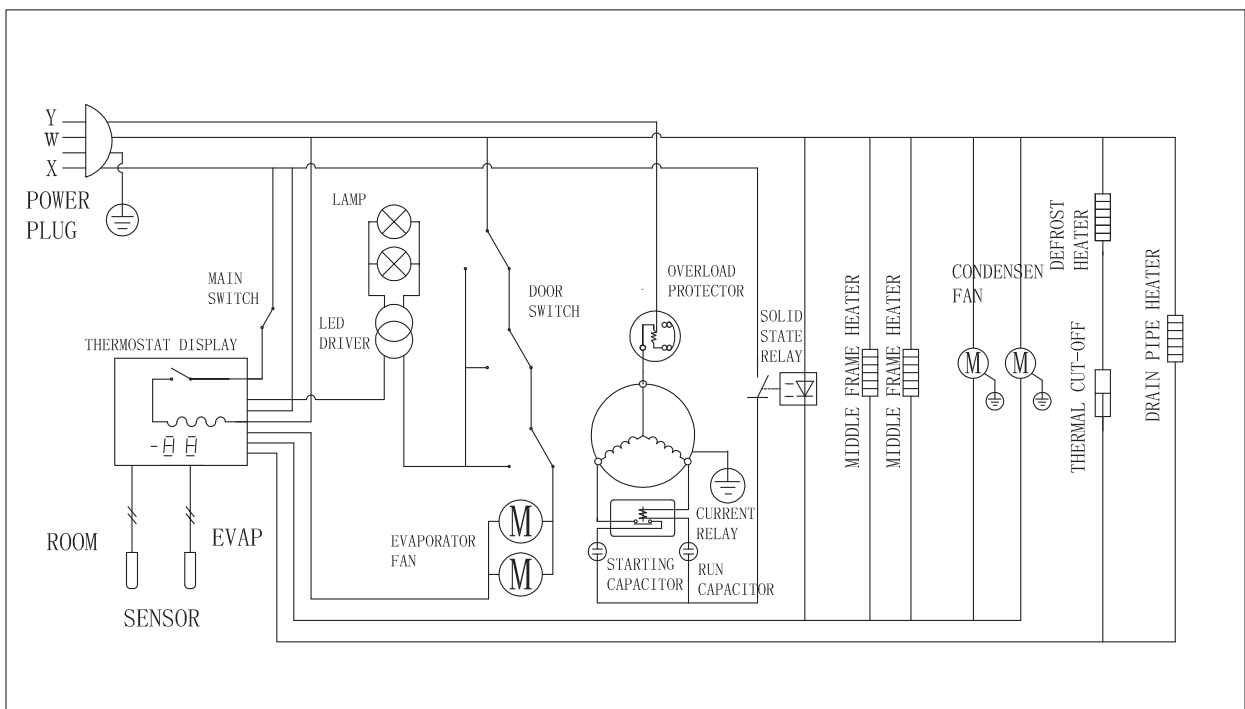 Y
W
X
POWER
PLUG
LAMP
MAIN
SWITCH
LED
DRIVER
THERMOSTAT DISPLAY
DOOR
SWITCH
OVERLOAD
PROTECTOR
SOLID
STATE
RELAY
MIDDLE FRAME HEATER
MIDDLE FRAME HEATER
CONDENSEN
FAN
M
M
DEFROST
HEATER
THERMAL CUT-OFF
DRAIN PIPE HEATER
-88
ROOM
EVAP
SENSOR
EVAPORATOR
FAN
M
M
CURRENT
RELAY
STARTING
CAPACITOR
RUN
CAPACITOR